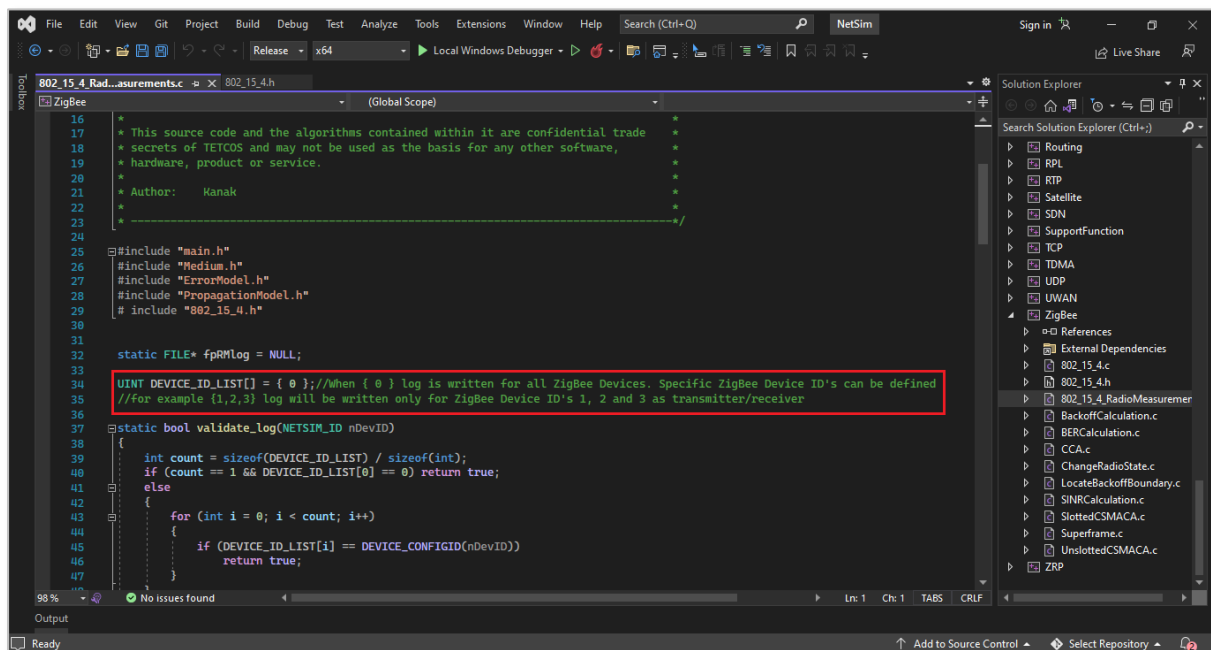 File Edit View Git Project Build Debug Test Analyze Tools Extensions Window Help Search (Ctrl+Q) NetSim Sign in
Release x64 Local Windows Debugger Live Share
Toolbox
802_15_4_Rad...asurements.c 802_15_4.h
ZigBee (Global Scope)
16 * *
17 * This source code and the algorithms contained within it are confidential trade *
18 * secrets of TETCOS and may not be used as the basis for any other software, *
19 * hardware, product or service. *
20 * *
21 * Author: Kanak *
22 * *
23 * ---------------------------------------------------------------------------------*/
24
25 #include "main.h"
26 #include "Medium.h"
27 #include "ErrorModel.h"
28 #include "PropagationModel.h"
29 # include "802_15_4.h"
30
31
32 static FILE* fpRMlog = NULL;
33
34 UINT DEVICE_ID_LIST[] = { 0 };//When { 0 } log is written for all ZigBee Devices. Specific ZigBee Device ID's can be defined
35 //for example {1,2,3} log will be written only for ZigBee Device ID's 1, 2 and 3 as transmitter/receiver
36
37 static bool validate_log(NETSIM_ID nDevID)
38 {
39 int count = sizeof(DEVICE_ID_LIST) / sizeof(int);
40 if (count == 1 && DEVICE_ID_LIST[0] == 0) return true;
41 else
42 {
43 for (int i = 0; i < count; i++)
44 {
45 if (DEVICE_ID_LIST[i] == DEVICE_CONFIGID(nDevID))
46 return true;
47 }
98 % No issues found Ln: 1 Ch: 1 TABS CRLF
Solution Explorer
Search Solution Explorer (Ctrl+;)
Routing
RPL
RTP
Satellite
SDN
SupportFunction
TCP
TDMA
UDP
UWAN
ZigBee
References
External Dependencies
802_15_4.c
802_15_4.h
802_15_4_RadioMeasuremer
BackoffCalculation.c
BERCalculation.c
CCA.c
ChangeRadioState.c
LocateBackoffBoundary.c
SINRCalculation.c
SlottedCSMACA.c
Superframe.c
UnslottedCSMACA.c
ZRP
Output
Ready Add to Source Control Select Repository 2